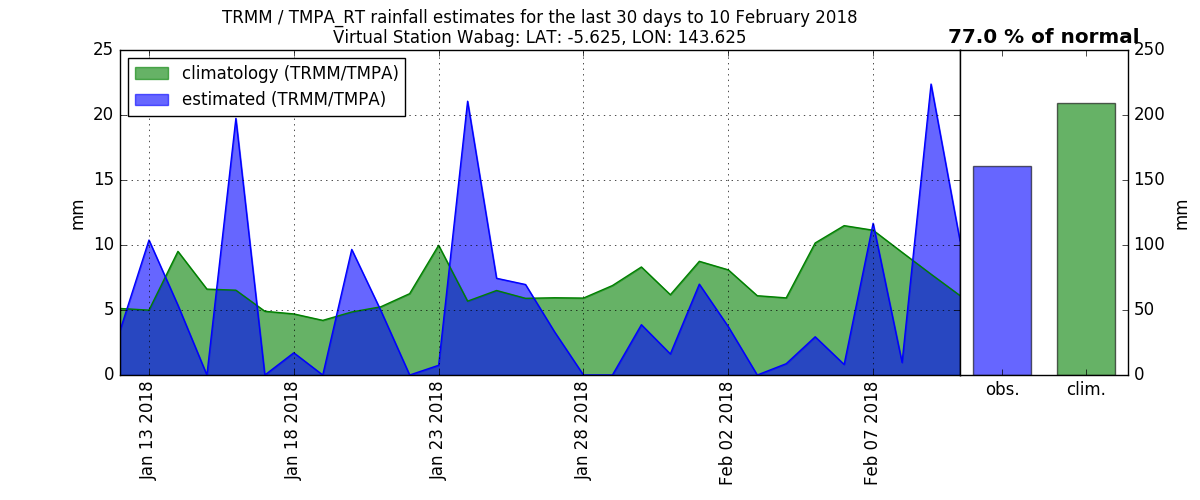 TRMM / TMPA_RT rainfall estimates for the last 30 days to 10 February 2018
Virtual Station Wabag: LAT: -5.625, LON: 143.625
77.0 % of normal
climatology (TRMM/TMPA)
estimated (TRMM/TMPA)
25
20
15
10
5
0
mm
Jan 13 2018
Jan 18 2018
Jan 23 2018
Jan 28 2018
Feb 02 2018
Feb 07 2018
obs.
clim.
250
200
150
100
50
0
mm